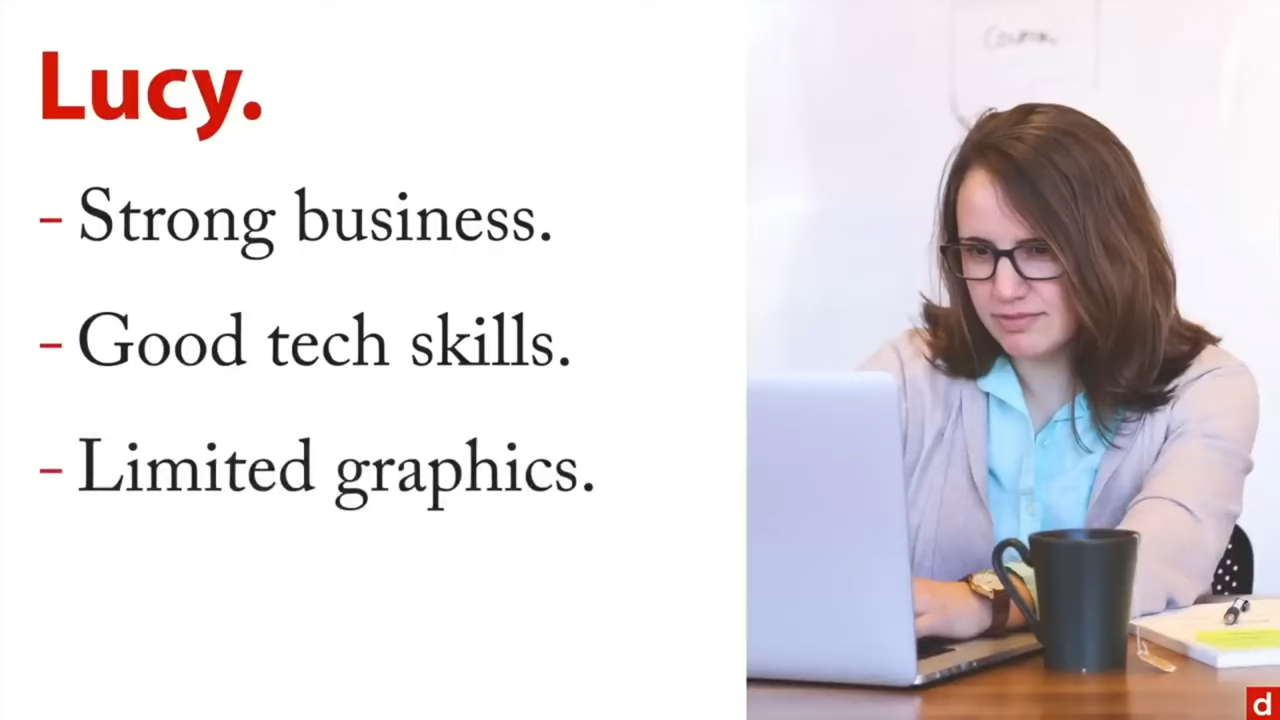 Lucy.
- Strong business.
- Good tech skills.
- Limited graphics.
d